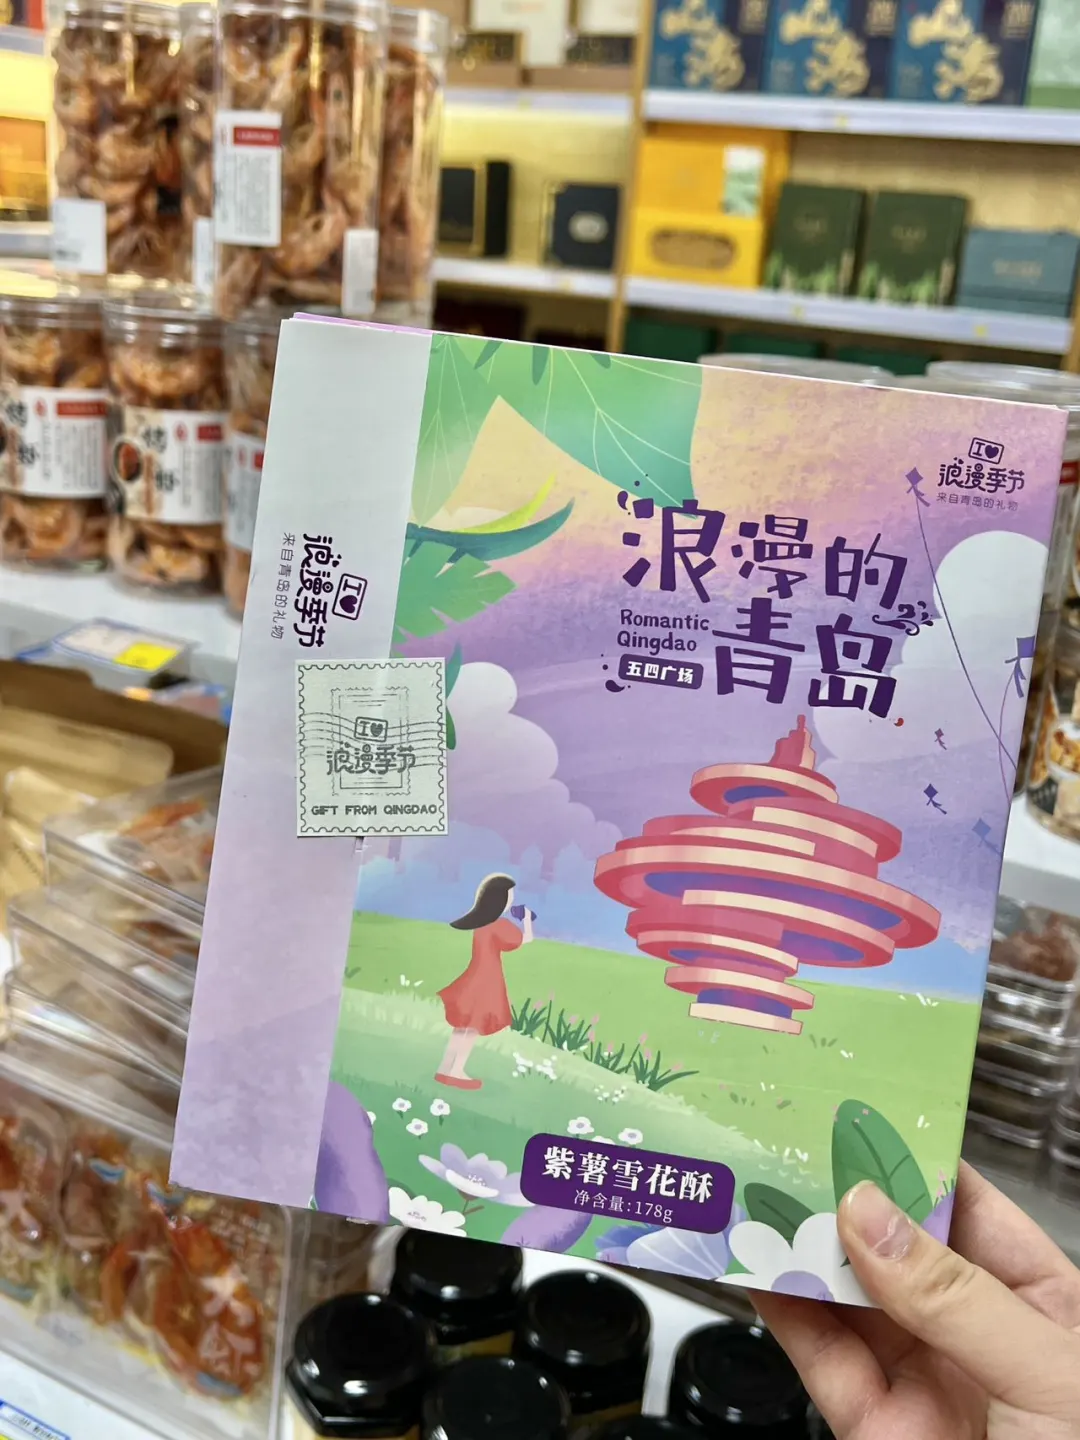 I
浪漫季节
来自青岛的礼物
浪漫的
Romantic
Qingdao
青岛
五四广场
I
浪漫季节
来自青岛的礼物
I
浪漫季节
GIFT FROM QINGDAO
紫薯雪花酥
净含量:178g